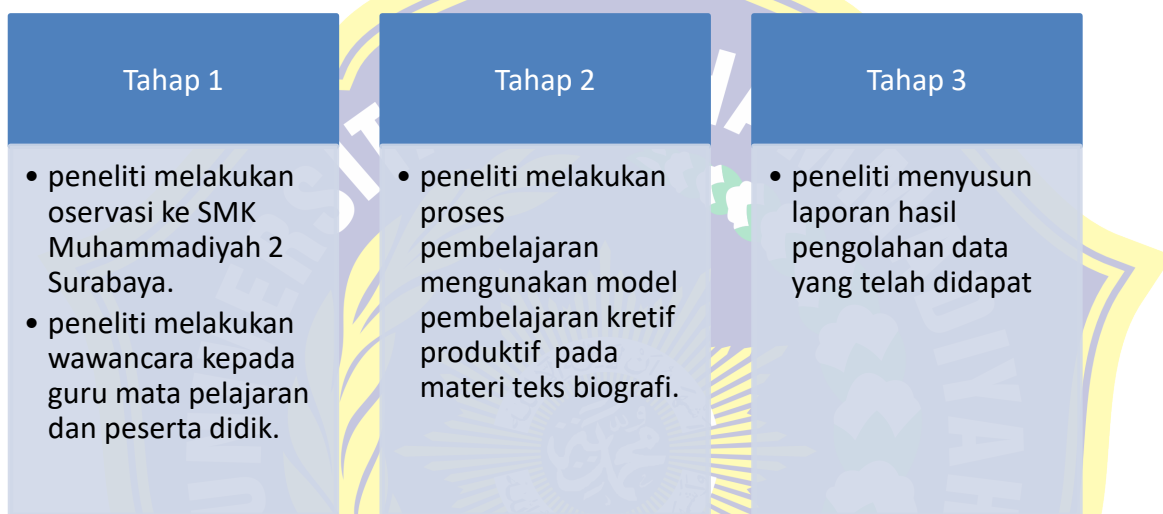 Tahap 1
• peneliti melakukan
oservasi ke SMK
Muhammadiyah 2
Surabaya.
• peneliti melakukan
wawancara kepada
guru mata pelajaran
dan peserta didik.
Tahap 2
• peneliti melakukan
proses
pembelajaran
mengunakan model
pembelajaran kretif
produktif pada
materi teks biografi.
Tahap 3
• peneliti menyusun
laporan hasil
pengolahan data
yang telah didapat